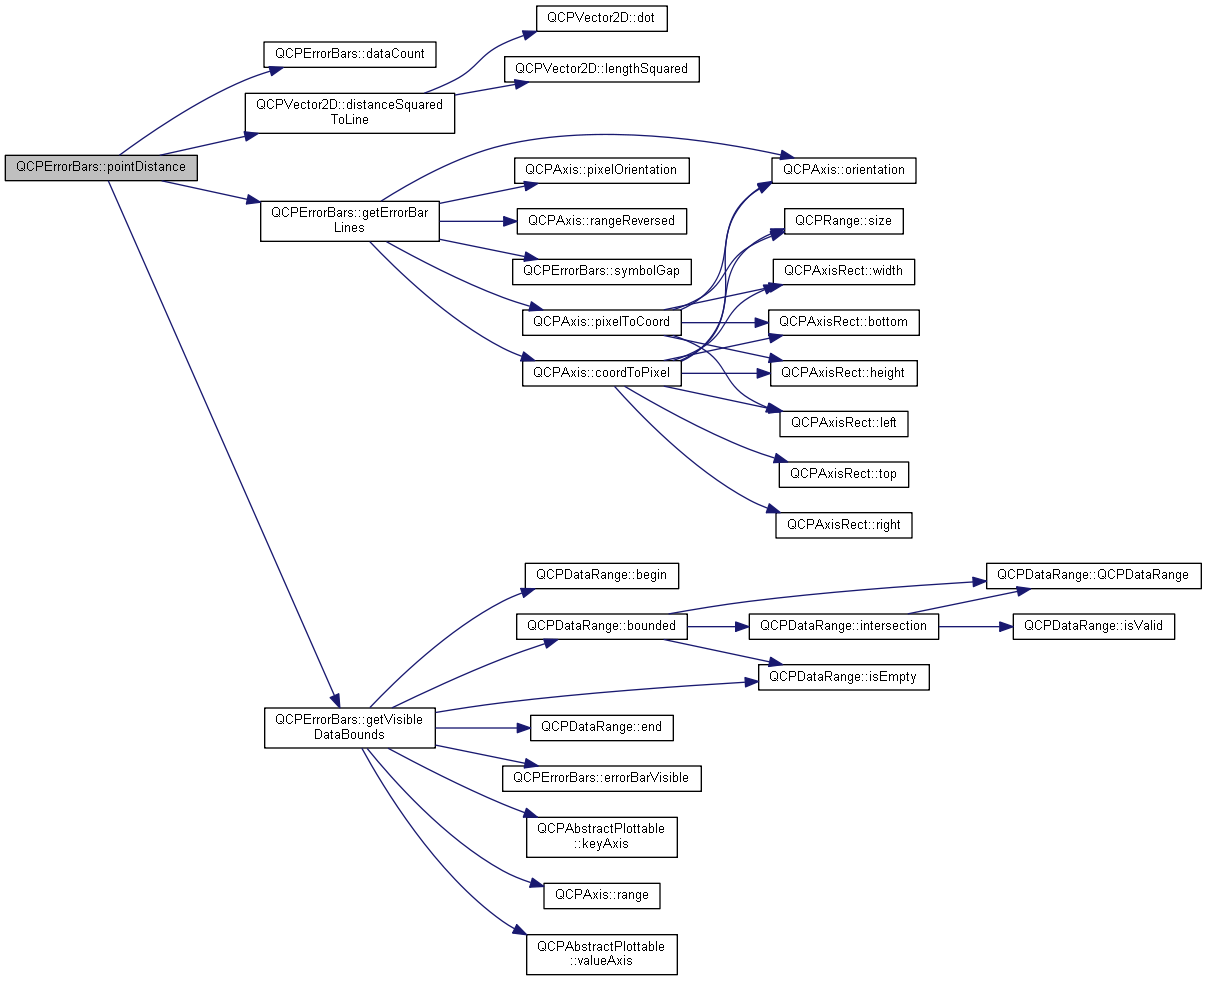 QCPVector2D::dot
QCPErrorBars::dataCount
QCPVector2D::lengthSquared
QCPVector2D::distanceSquared
ToLine
QCPErrorBars::pointDistance
QCPAxis::pixelOrientation
QCPAxis::orientation
QCPErrorBars::getErrorBar
Lines
QCPAxis::rangeReversed
QCPRange::size
QCPErrorBars::symbolGap
QCPAxisRect::width
QCPAxis::pixelToCoord
QCPAxisRect::bottom
QCPAxis::coordToPixel
QCPAxisRect::height
QCPAxisRect::left
QCPAxisRect::top
QCPAxisRect::right
QCPDataRange::begin
QCPDataRange::QCPDataRange
QCPDataRange::bounded
QCPDataRange::intersection
QCPDataRange::isValid
QCPDataRange::isEmpty
QCPErrorBars::getVisible
DataBounds
QCPDataRange::end
QCPErrorBars::errorBarVisible
QCPAbstractPlottable
::keyAxis
QCPAxis::range
QCPAbstractPlottable
::valueAxis